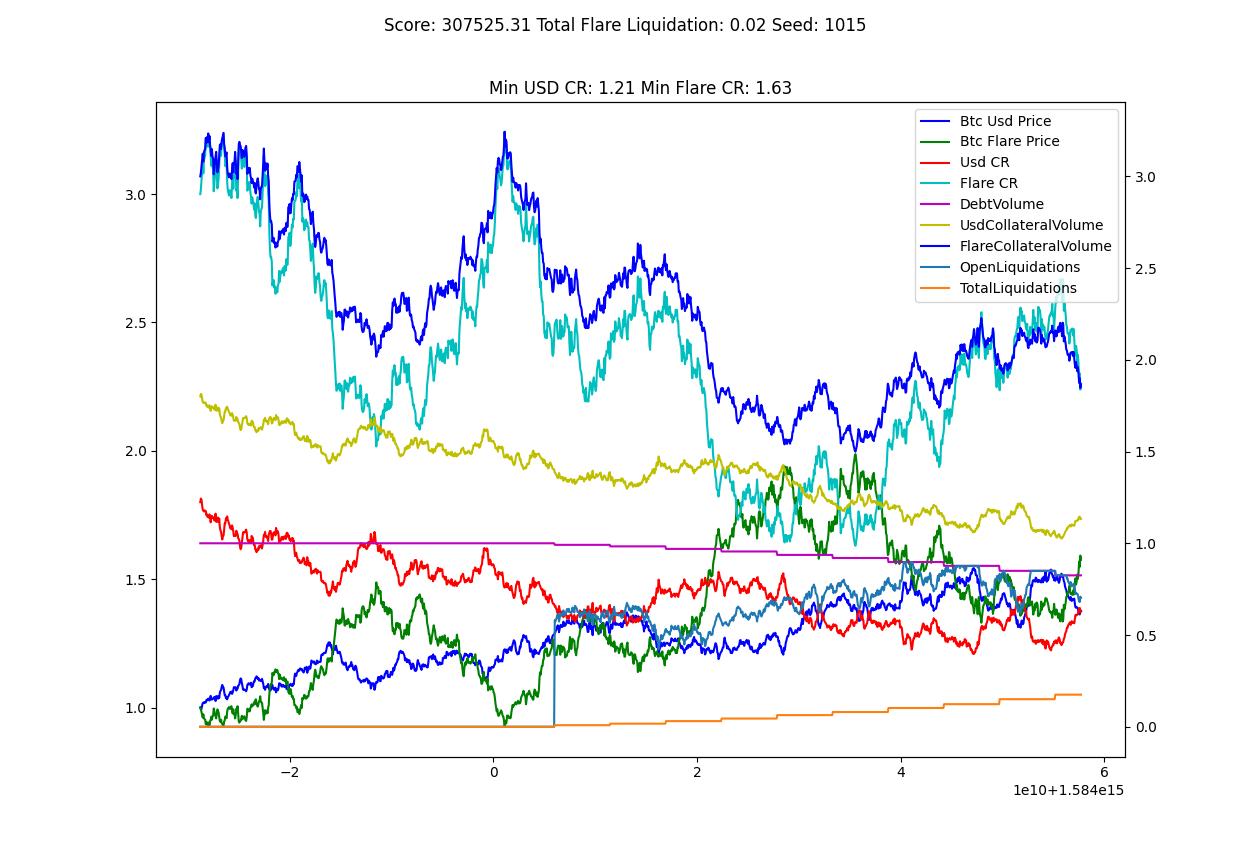 Score: 307525.31 Total Flare Liquidation: 0.02 Seed: 1015
Min USD CR: 1.21 Min Flare CR: 1.63
Btc Usd Price
Btc Flare Price
Usd CR
Flare CR
DebtVolume
UsdCollateralVolume
FlareCollateralVolume
OpenLiquidations
TotalLiquidations
3.0
2.5
2.0
1.5
1.0
3.0
2.5
2.0
1.5
1.0
0.5
0.0
−2 0 2 4 6
1e10+1.584e15